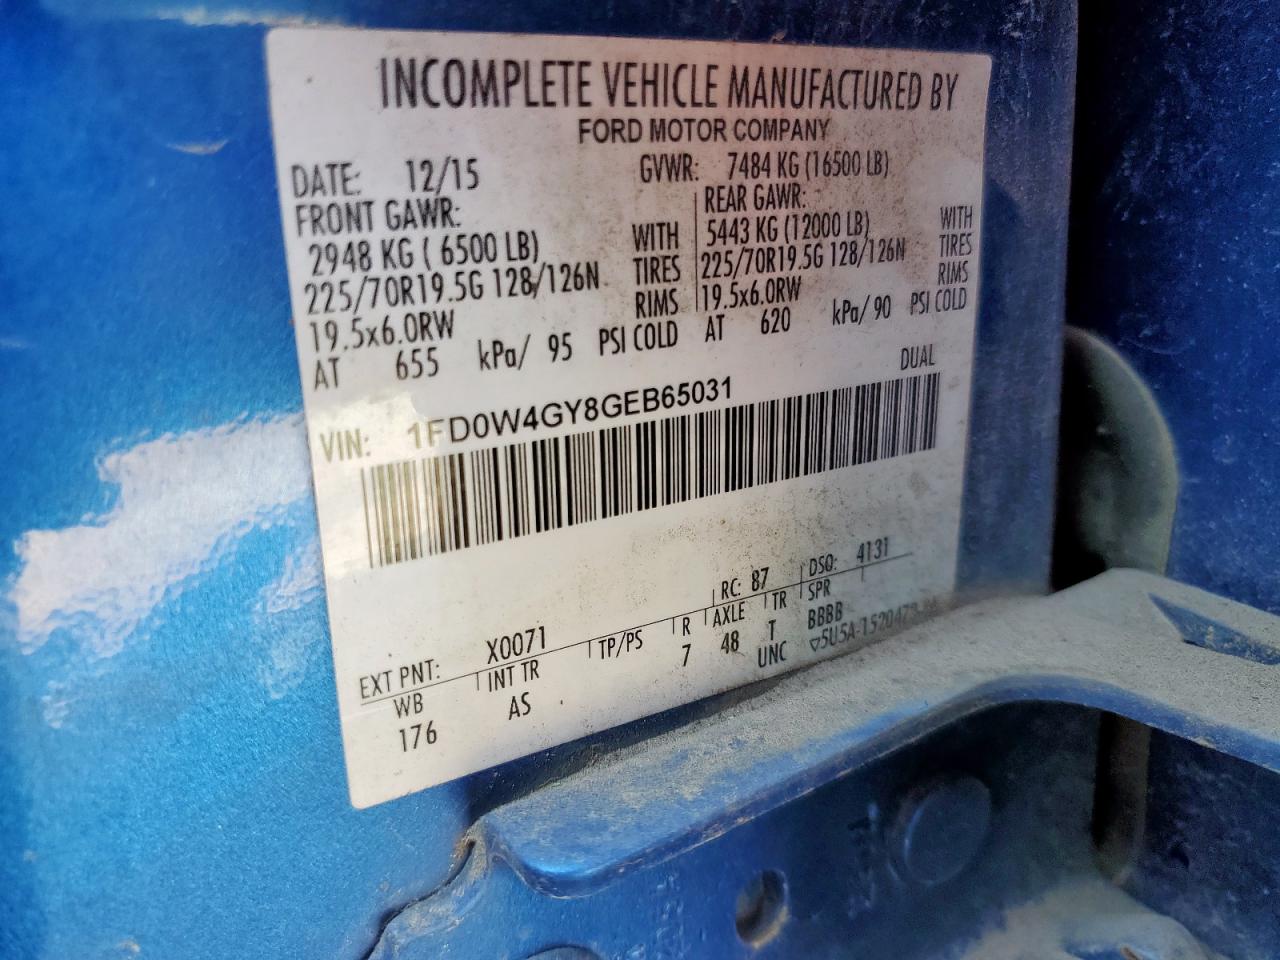 INCOMPLETE VEHICLE MANUFACTURED BY
FORD MOTOR COMPANY
DATE: 12/15 GVWR: 7484 KG (16500 LB)
FRONT GAWR: REAR GAWR:
2948 KG ( 6500 LB) WITH 5443 KG (12000 LB) WITH
225/70R19.5G 128/126N TIRES 225/70R19.5G 128/126N TIRES
19.5x6.0RW RIMS 19.5x6.0RW RIMS
AT 655 kPa/ 95 PSI COLD AT 620 kPa/ 90 PSI COLD
DUAL
VIN: 1FD0W4GY8GEB65031
EXT PNT: X0071 RC: 87 DSO: 4131
WB INT TR TP/PS R AXLE TR SPR
176 AS 7 48 T BBBB
UNC